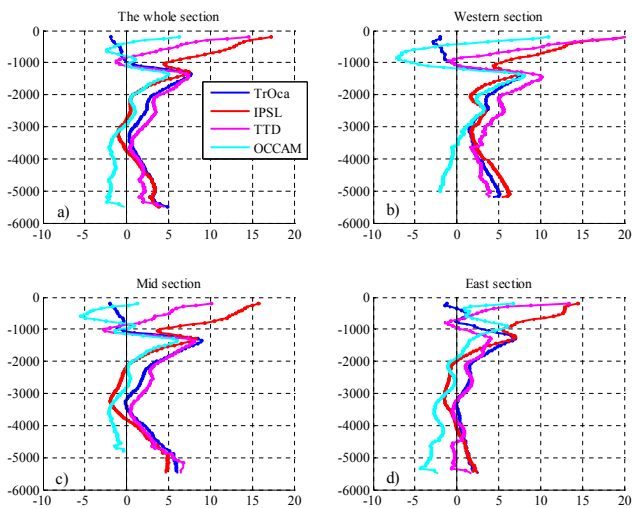 The whole section
Western section
0
-1000
-2000
-3000
-4000
-5000
-6000
-10 -5 0 5 10 15 20
a)
TrOca
IPSL
TTD
OCCAM
0
-1000
-2000
-3000
-4000
-5000
-6000
-10 -5 0 5 10 15 20
b)
Mid section
East section
0
-1000
-2000
-3000
-4000
-5000
-6000
-10 -5 0 5 10 15 20
c)
0
-1000
-2000
-3000
-4000
-5000
-6000
-10 -5 0 5 10 15 20
d)